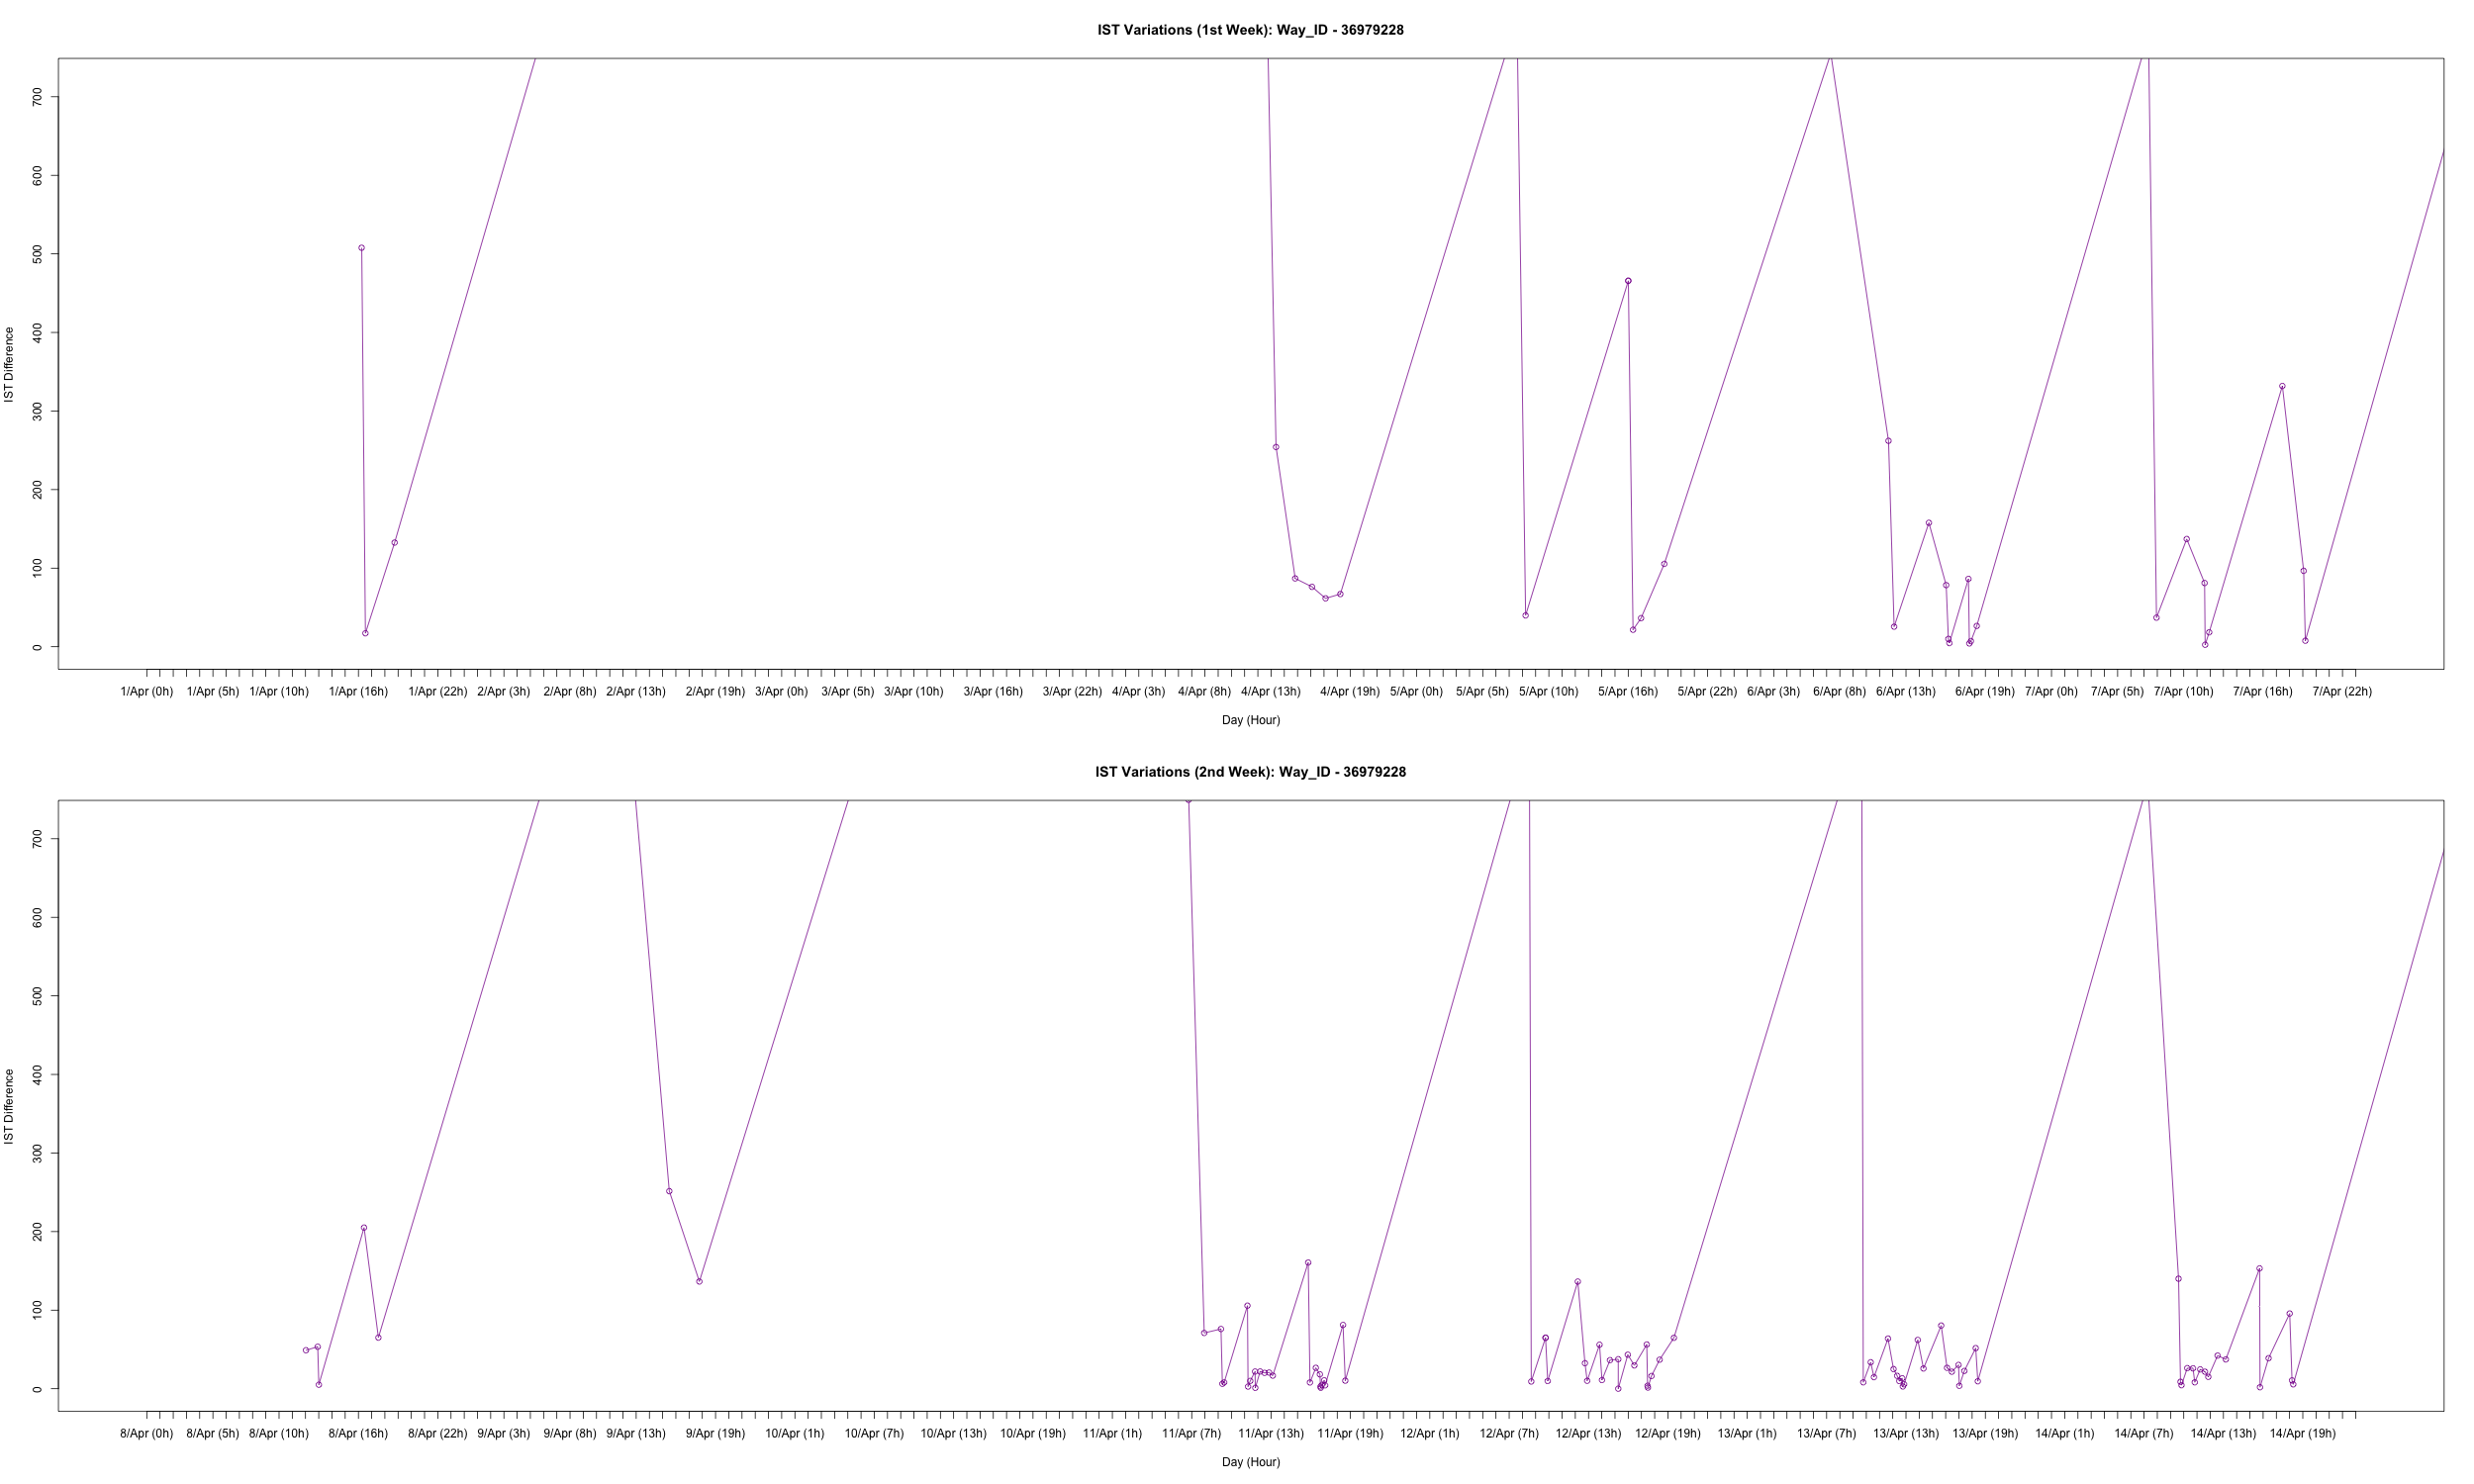 IST Variations (1st Week): Way_ID - 36979228
IST Difference
700
600
500
400
300
200
100
0
1/Apr (0h) 1/Apr (5h) 1/Apr (10h) 1/Apr (16h) 1/Apr (22h) 2/Apr (3h) 2/Apr (8h) 2/Apr (13h) 2/Apr (19h) 3/Apr (0h) 3/Apr (5h) 3/Apr (10h) 3/Apr (16h) 3/Apr (22h) 4/Apr (3h) 4/Apr (8h) 4/Apr (13h) 4/Apr (19h) 5/Apr (0h) 5/Apr (5h) 5/Apr (10h) 5/Apr (16h) 5/Apr (22h) 6/Apr (3h) 6/Apr (8h) 6/Apr (13h) 6/Apr (19h) 7/Apr (0h) 7/Apr (5h) 7/Apr (10h) 7/Apr (16h) 7/Apr (22h)
Day (Hour)
IST Variations (2nd Week): Way_ID - 36979228
IST Difference
700
600
500
400
300
200
100
0
8/Apr (0h) 8/Apr (5h) 8/Apr (10h) 8/Apr (16h) 8/Apr (22h) 9/Apr (3h) 9/Apr (8h) 9/Apr (13h) 9/Apr (19h) 10/Apr (1h) 10/Apr (7h) 10/Apr (13h) 10/Apr (19h) 11/Apr (1h) 11/Apr (7h) 11/Apr (13h) 11/Apr (19h) 12/Apr (1h) 12/Apr (7h) 12/Apr (13h) 12/Apr (19h) 13/Apr (1h) 13/Apr (7h) 13/Apr (13h) 13/Apr (19h) 14/Apr (1h) 14/Apr (7h) 14/Apr (13h) 14/Apr (19h)
Day (Hour)